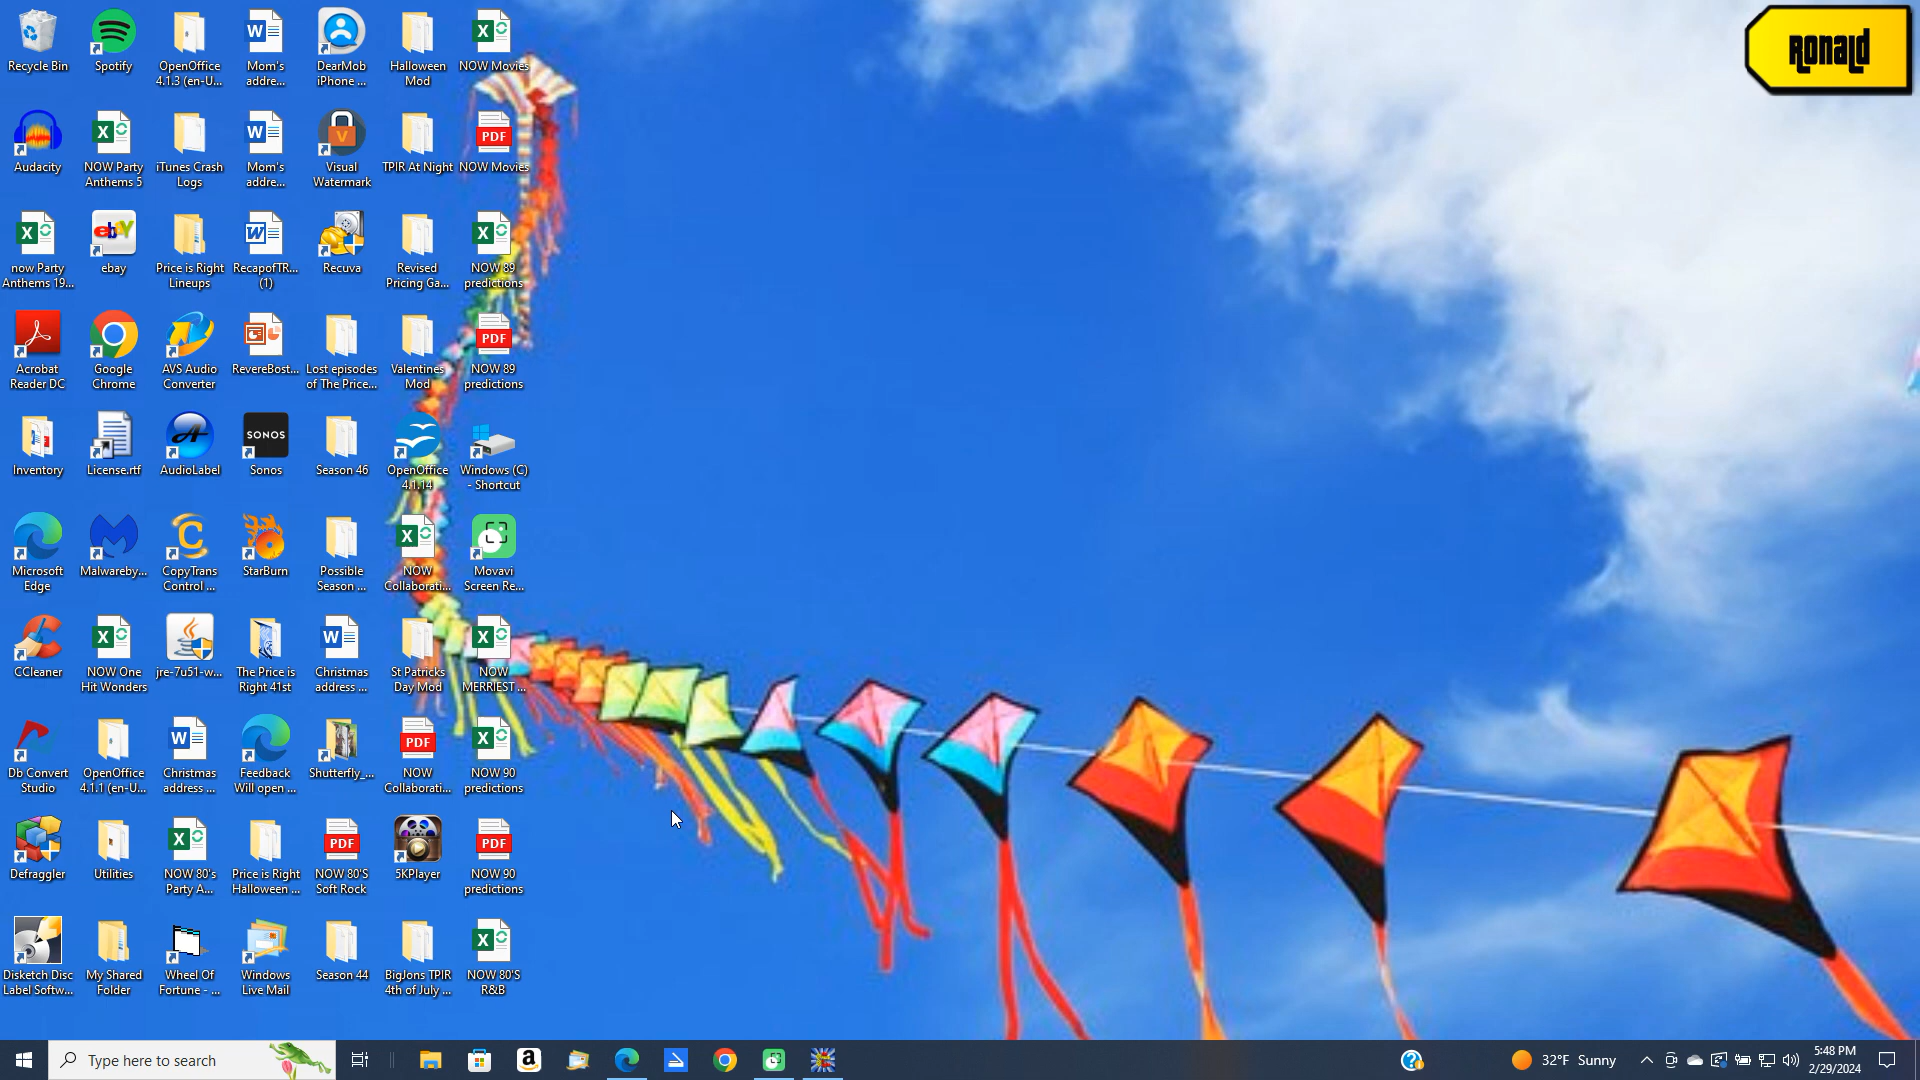 Ronald
Recycle Bin
Spotify
OpenOffice
4.1.3 (en-U...
Mom's
addre...
DearMob
iPhone ...
Halloween
Mod
NOW Movies
Audacity
NOW Party
Anthems 5
iTunes Crash
Logs
Mom's
addre...
Visual
Watermark
TPIR At Night
PDF
NOW Movies
now Party
Anthems 19...
ebay
Price is Right
Lineups
RecapofTR...
(1)
Recuva
Revised
Pricing Ga...
NOW 89
predictions
Acrobat
Reader DC
Google
Chrome
AVS Audio
Converter
RevereBost...
Lost episodes
of The Price...
Valentines
Mod
PDF
NOW 89
predictions
Inventory
License.rtf
AudioLabel
SONOS
Sonos
Season 46
OpenOffice
4.1.14
Windows (C)
- Shortcut
Microsoft
Edge
Malwareby...
CopyTrans
Control ...
StarBurn
Possible
Season ...
NOW
Collaborati...
Movavi
Screen Re...
CCleaner
NOW One
Hit Wonders
jre-7u51-w...
The Price is
Right 41st
Christmas
address ...
St Patricks
Day Mod
NOW
MERRIEST ...
Db Convert
Studio
OpenOffice
4.1.1 (en-U...
Christmas
address ...
Feedback
Will open ...
Shutterfly_...
PDF
NOW
Collaborati...
NOW 90
predictions
Defraggler
Utilities
NOW 80's
Party A...
Price is Right
Halloween ...
PDF
NOW 80'S
Soft Rock
5KPlayer
PDF
NOW 90
predictions
Disketch Disc
Label Softw...
My Shared
Folder
Wheel Of
Fortune - ...
Windows
Live Mail
Season 44
BigJons TPIR
4th of July ...
NOW 80'S
R&B
Type here to search
32°F Sunny
5:48 PM
2/29/2024